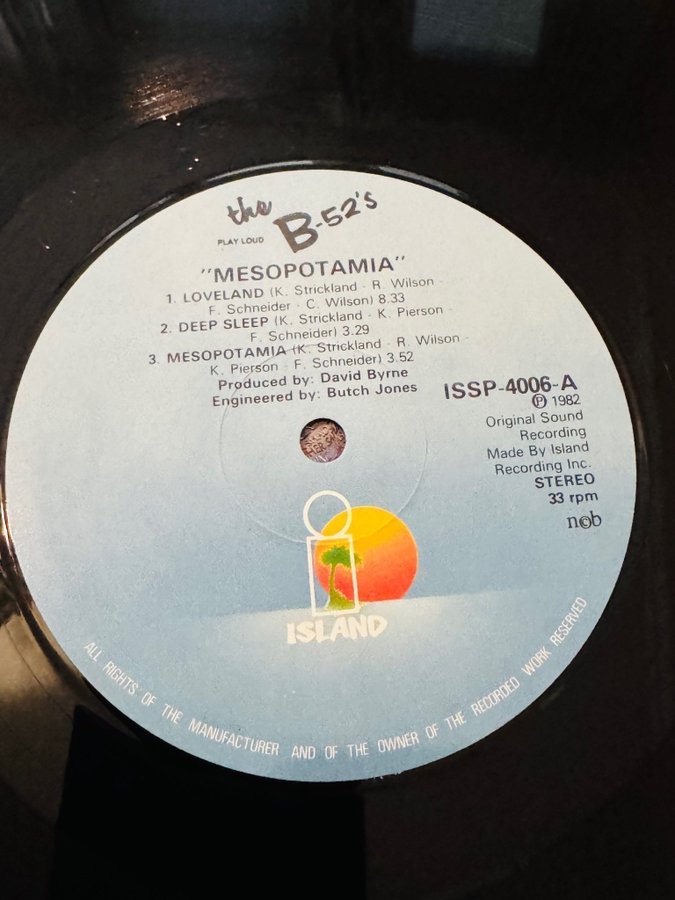 the B-52's
PLAY LOUD
"MESOPOTAMIA"
1. LOVELAND (K. Strickland - R. Wilson -
F. Schneider - C. Wilson) 8.33
2. DEEP SLEEP (K. Strickland - K. Pierson -
F. Schneider) 3.29
3. MESOPOTAMIA (K. Strickland - R. Wilson -
K. Pierson - F. Schneider) 3.52
Produced by: David Byrne
Engineered by: Butch Jones
ISSP-4006-A
℗ 1982
Original Sound
Recording
Made By Island
Recording Inc.
STEREO
33 rpm
n©b
ISLAND
ALL RIGHTS OF THE MANUFACTURER AND OF THE OWNER OF THE RECORDED WORK RESERVED